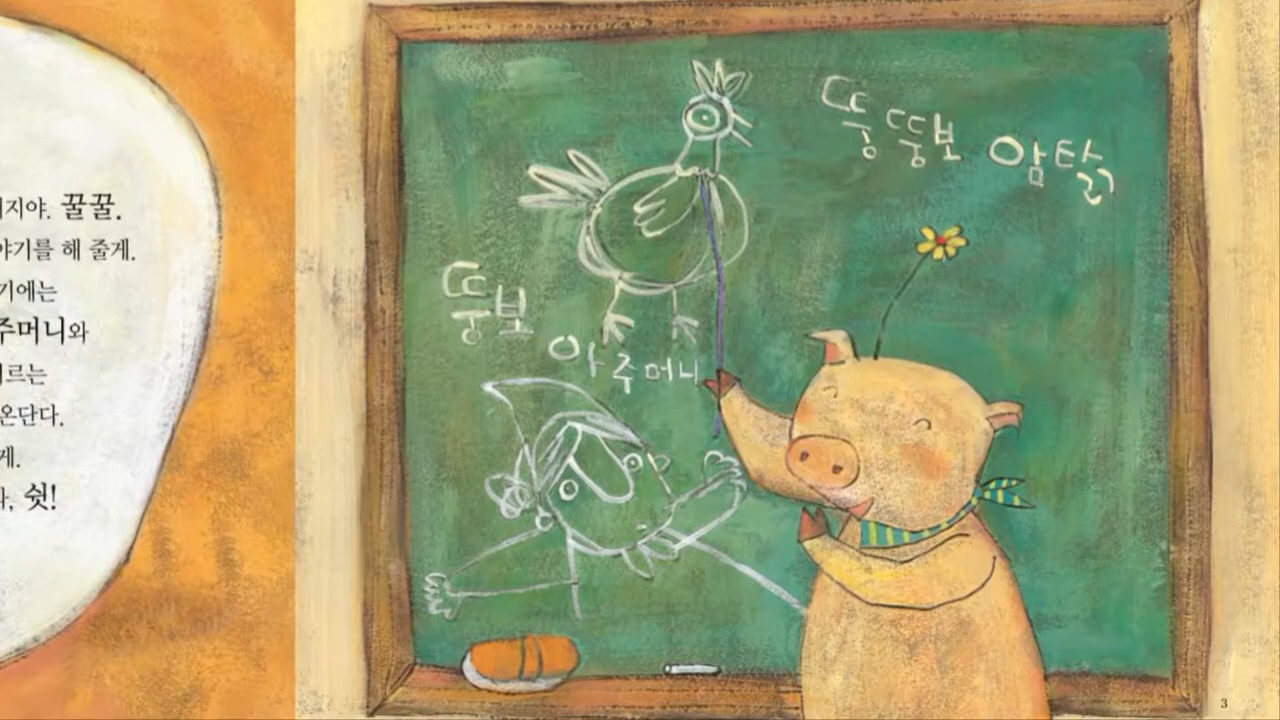 지야. 꿀꿀.
야기를 해 줄게.
기에는
주머니와
르는
온단다.
게.
쉿!
뚱뚱보 암탉
뚱보
아주머니
3